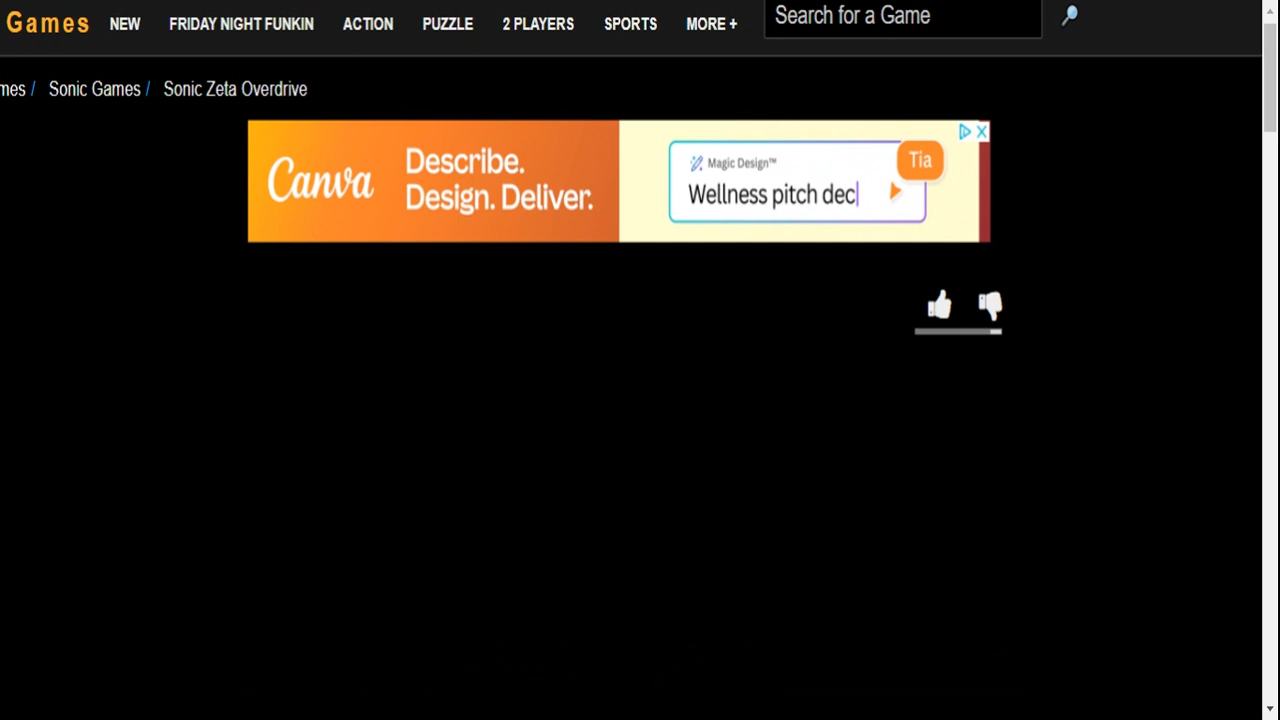 Games NEW FRIDAY NIGHT FUNKIN ACTION PUZZLE 2 PLAYERS SPORTS MORE + Search for a Game
mes / Sonic Games / Sonic Zeta Overdrive
Canva
Describe.
Design. Deliver.
Magic Design™
Wellness pitch dec
Tia